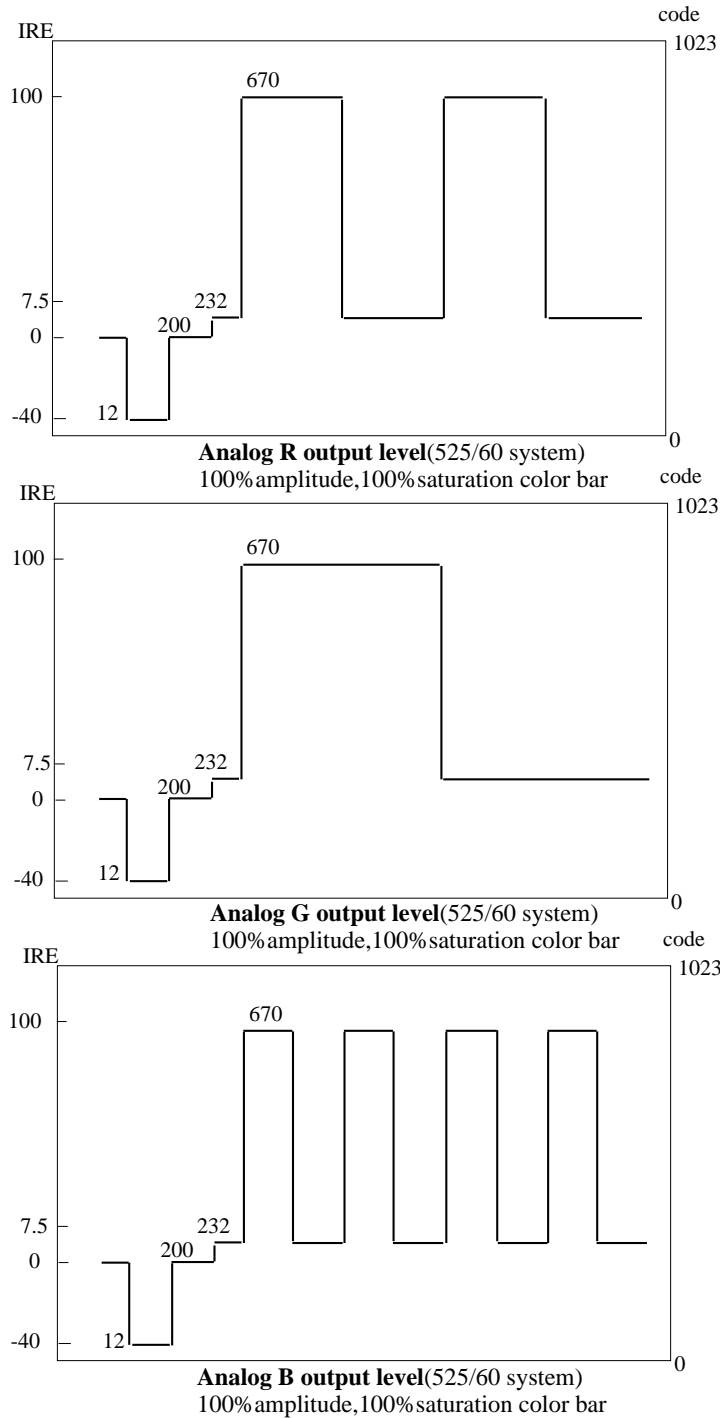 code
IRE
1023
670
100
7.5
232
200
0
12
-40
0
Analog R output level(525/60 system)
100%amplitude,100%saturation color bar
code
IRE
1023
670
100
7.5
232
200
0
12
-40
0
Analog G output level(525/60 system)
100%amplitude,100%saturation color bar
code
IRE
1023
670
100
7.5
232
200
0
12
-40
0
Analog B output level(525/60 system)
100%amplitude,100%saturation color bar